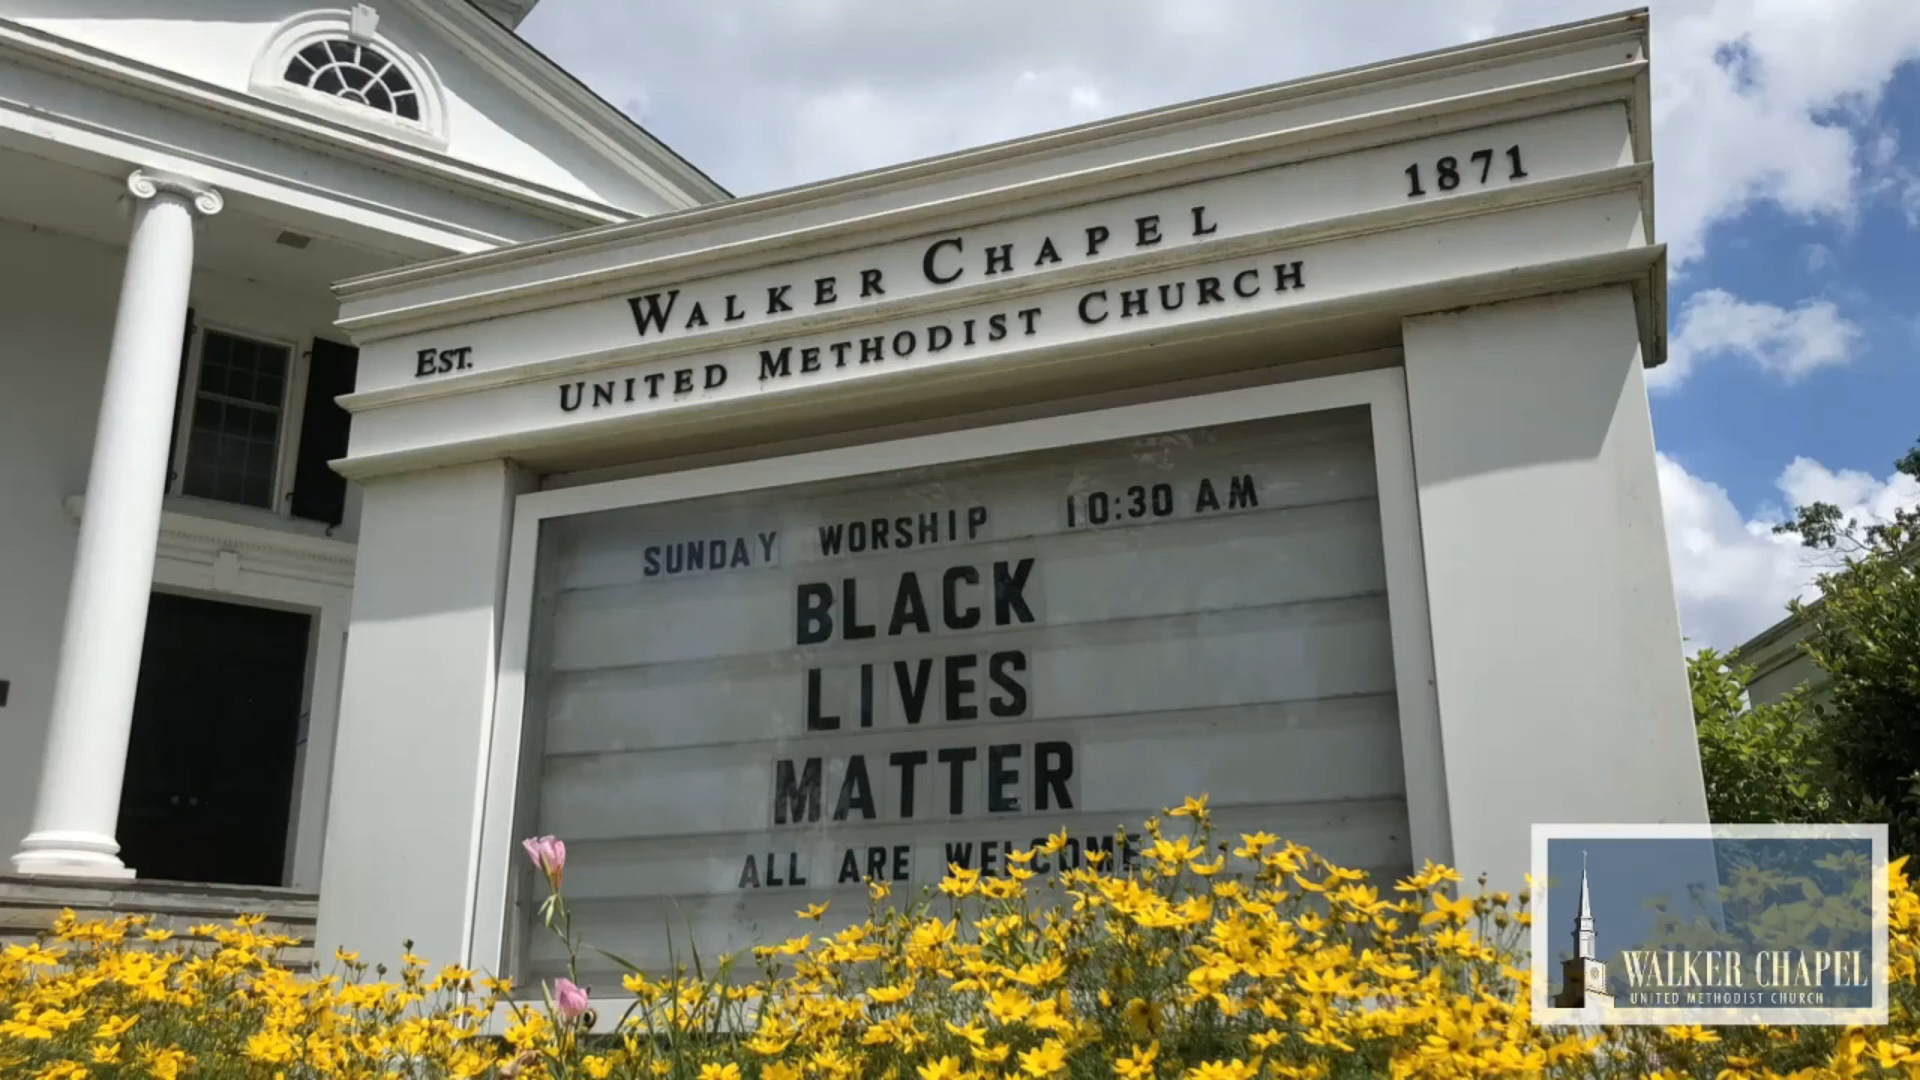 WALKER CHAPEL 1871
EST. UNITED METHODIST CHURCH
SUNDAY WORSHIP 10:30 AM
BLACK
LIVES
MATTER
ALL ARE WELCOME
WALKER CHAPEL
UNITED METHODIST CHURCH